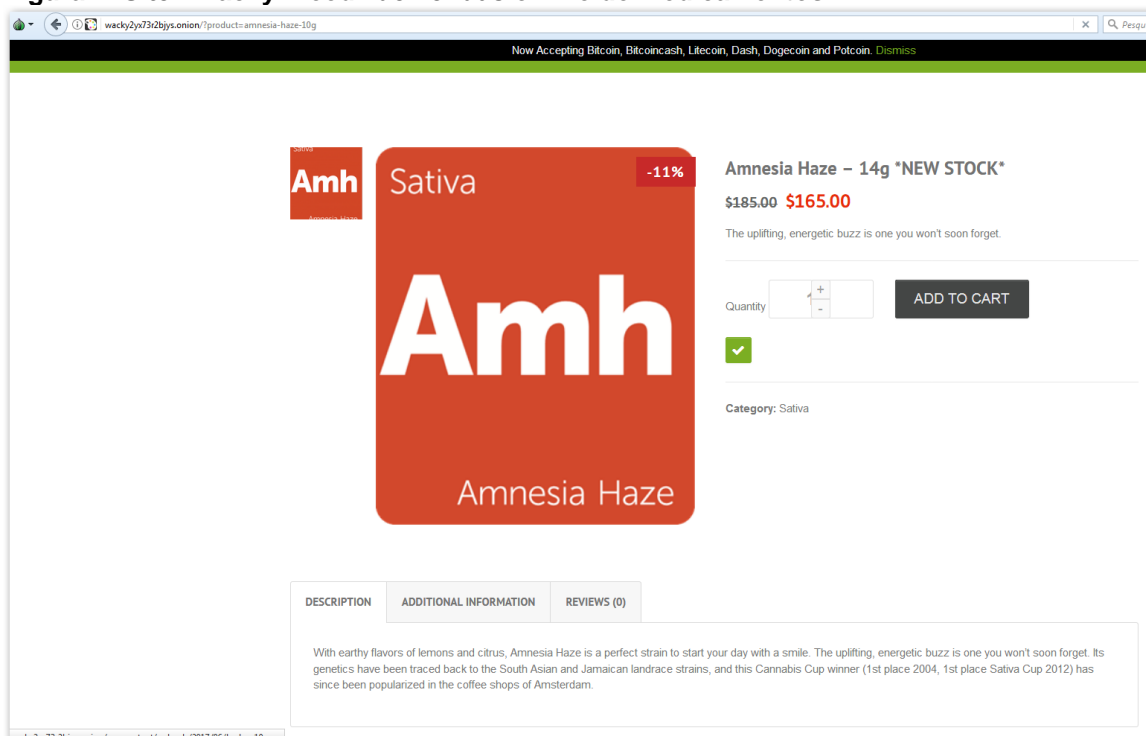 wacky2yx73r2bjys.onion/?product=amnesia-haze-10g
Pesqu
Now Accepting Bitcoin, Bitcoincash, Litecoin, Dash, Dogecoin and Potcoin. Dismiss
Sativa
Amh
Amnesia Haze
Sativa
-11%
Amh
Amnesia Haze
Amnesia Haze – 14g *NEW STOCK*
$185.00 $165.00
The uplifting, energetic buzz is one you won't soon forget.
Quantity
+
-
ADD TO CART
Category: Sativa
DESCRIPTION
ADDITIONAL INFORMATION
REVIEWS (0)
With earthy flavors of lemons and citrus, Amnesia Haze is a perfect strain to start your day with a smile. The uplifting, energetic buzz is one you won't soon forget. Its
genetics have been traced back to the South Asian and Jamaican landrace strains, and this Cannabis Cup winner (1st place 2004, 1st place Sativa Cup 2012) has
since been popularized in the coffee shops of Amsterdam.